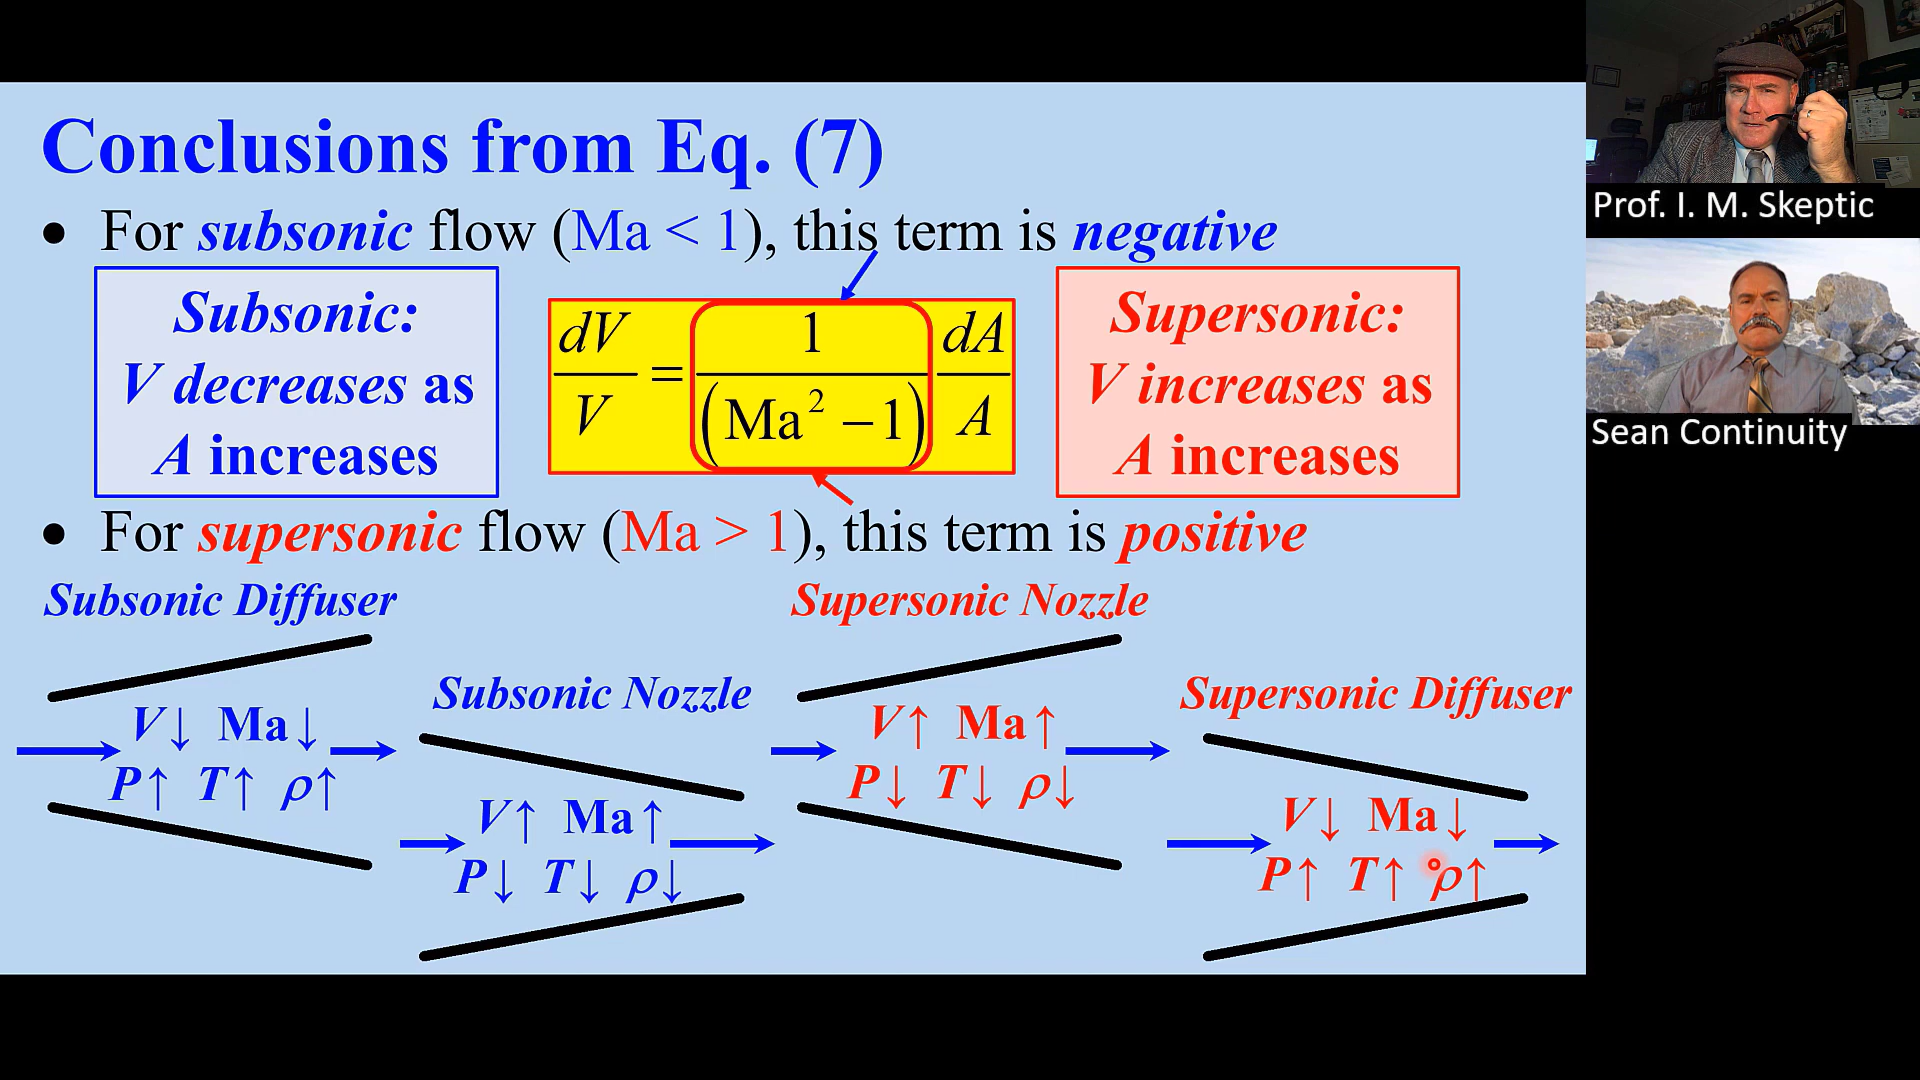 Conclusions from Eq. (7)
• For subsonic flow (Ma < 1), this term is negative
Subsonic:
V decreases as
A increases
dV/V = 1/(Ma² − 1) dA/A
Supersonic:
V increases as
A increases
• For supersonic flow (Ma > 1), this term is positive
Subsonic Diffuser
V↓ Ma↓
P↑ T↑ ρ↑
Subsonic Nozzle
V↑ Ma↑
P↓ T↓ ρ↓
Supersonic Nozzle
V↑ Ma↑
P↓ T↓ ρ↓
Supersonic Diffuser
V↓ Ma↓
P↑ T↑ ρ↑
Prof. I. M. Skeptic
Sean Continuity